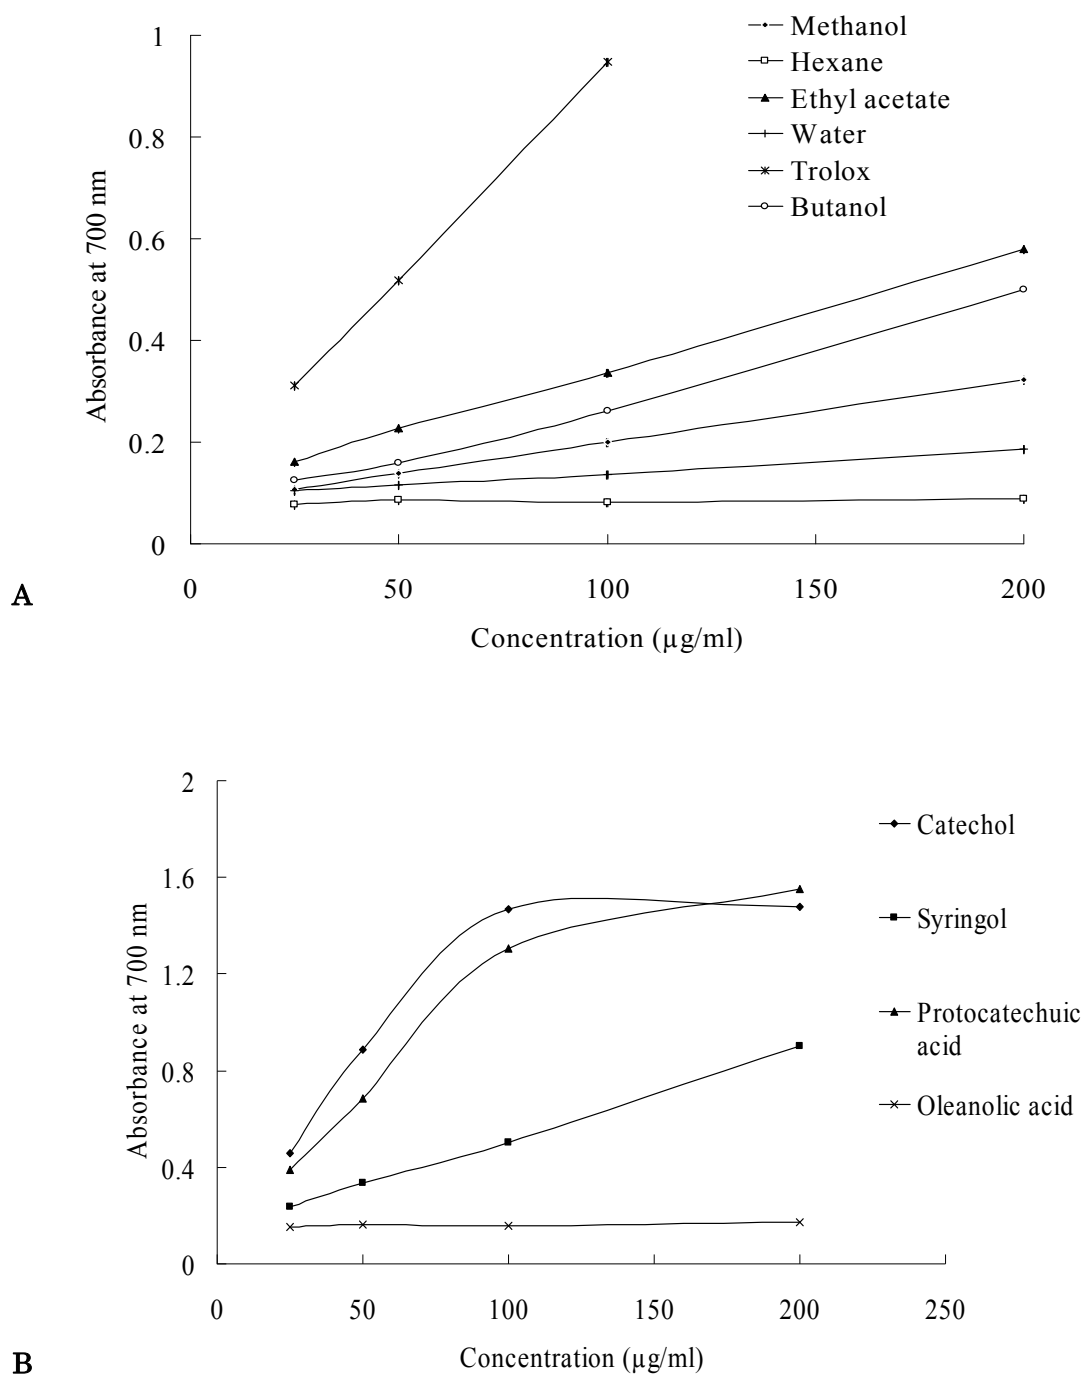 Methanol
Hexane
Ethyl acetate
Water
Trolox
Butanol
Absorbance at 700 nm
1
0.8
0.6
0.4
0.2
0
0 50 100 150 200
Concentration (µg/ml)
A
Catechol
Syringol
Protocatechuic
acid
Oleanolic acid
Absorbance at 700 nm
2
1.6
1.2
0.8
0.4
0
0 50 100 150 200 250
Concentration (µg/ml)
B